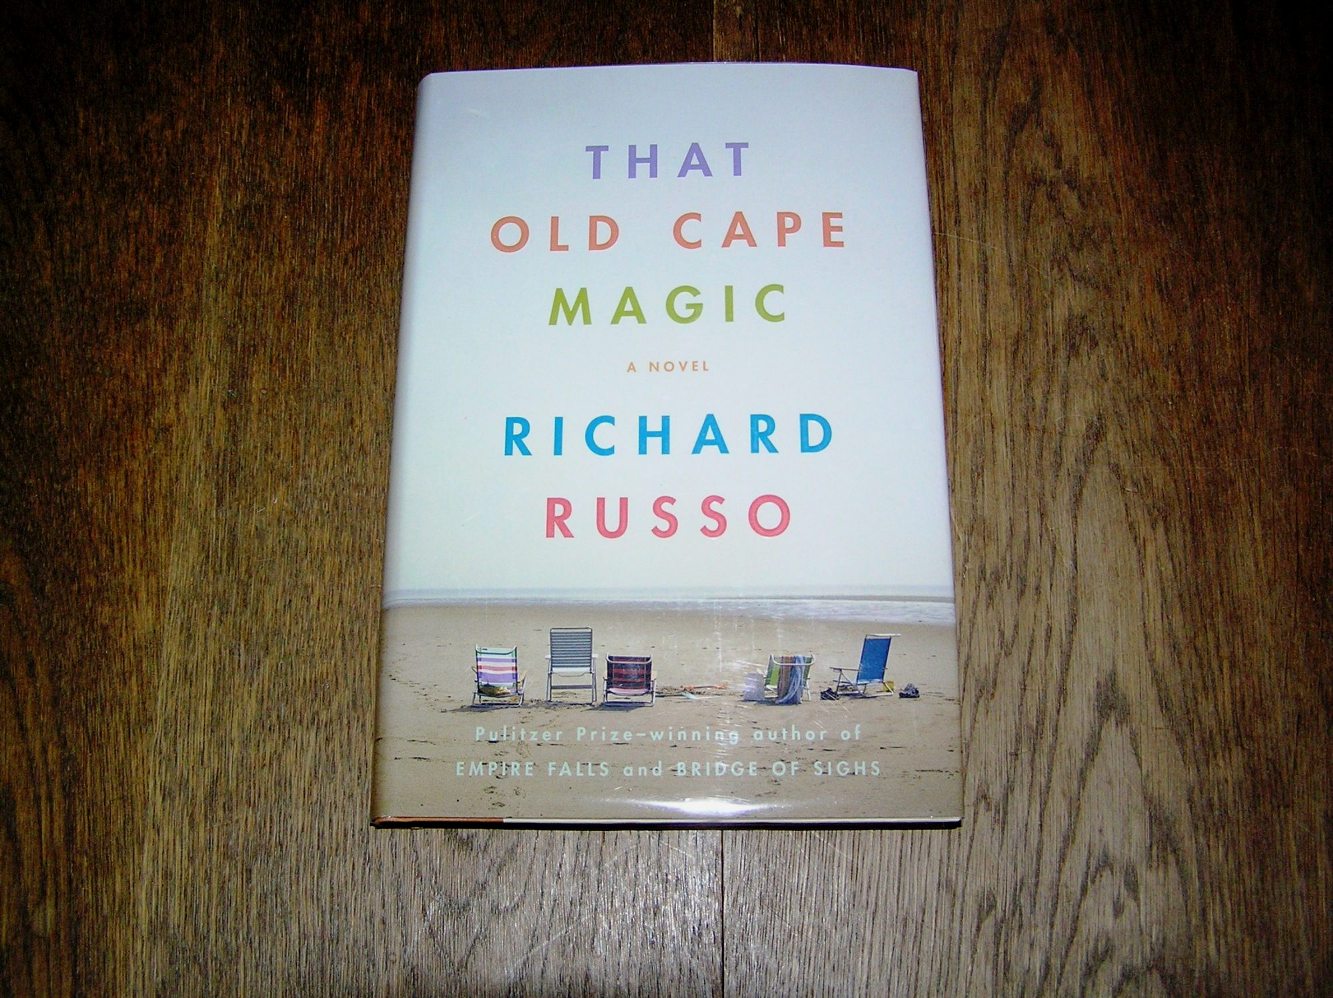 THAT
OLD CAPE
MAGIC
A NOVEL
RICHARD
RUSSO
Pulitzer Prize–winning author of
EMPIRE FALLS and BRIDGE OF SIGHS